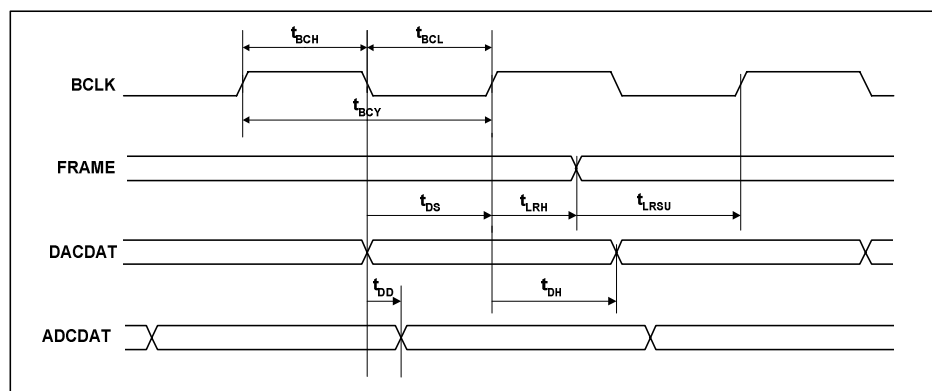 tBCH tBCL
BCLK
tBCY
FRAME
tDS tLRH tLRSU
DACDAT
tDD tDH
ADCDAT